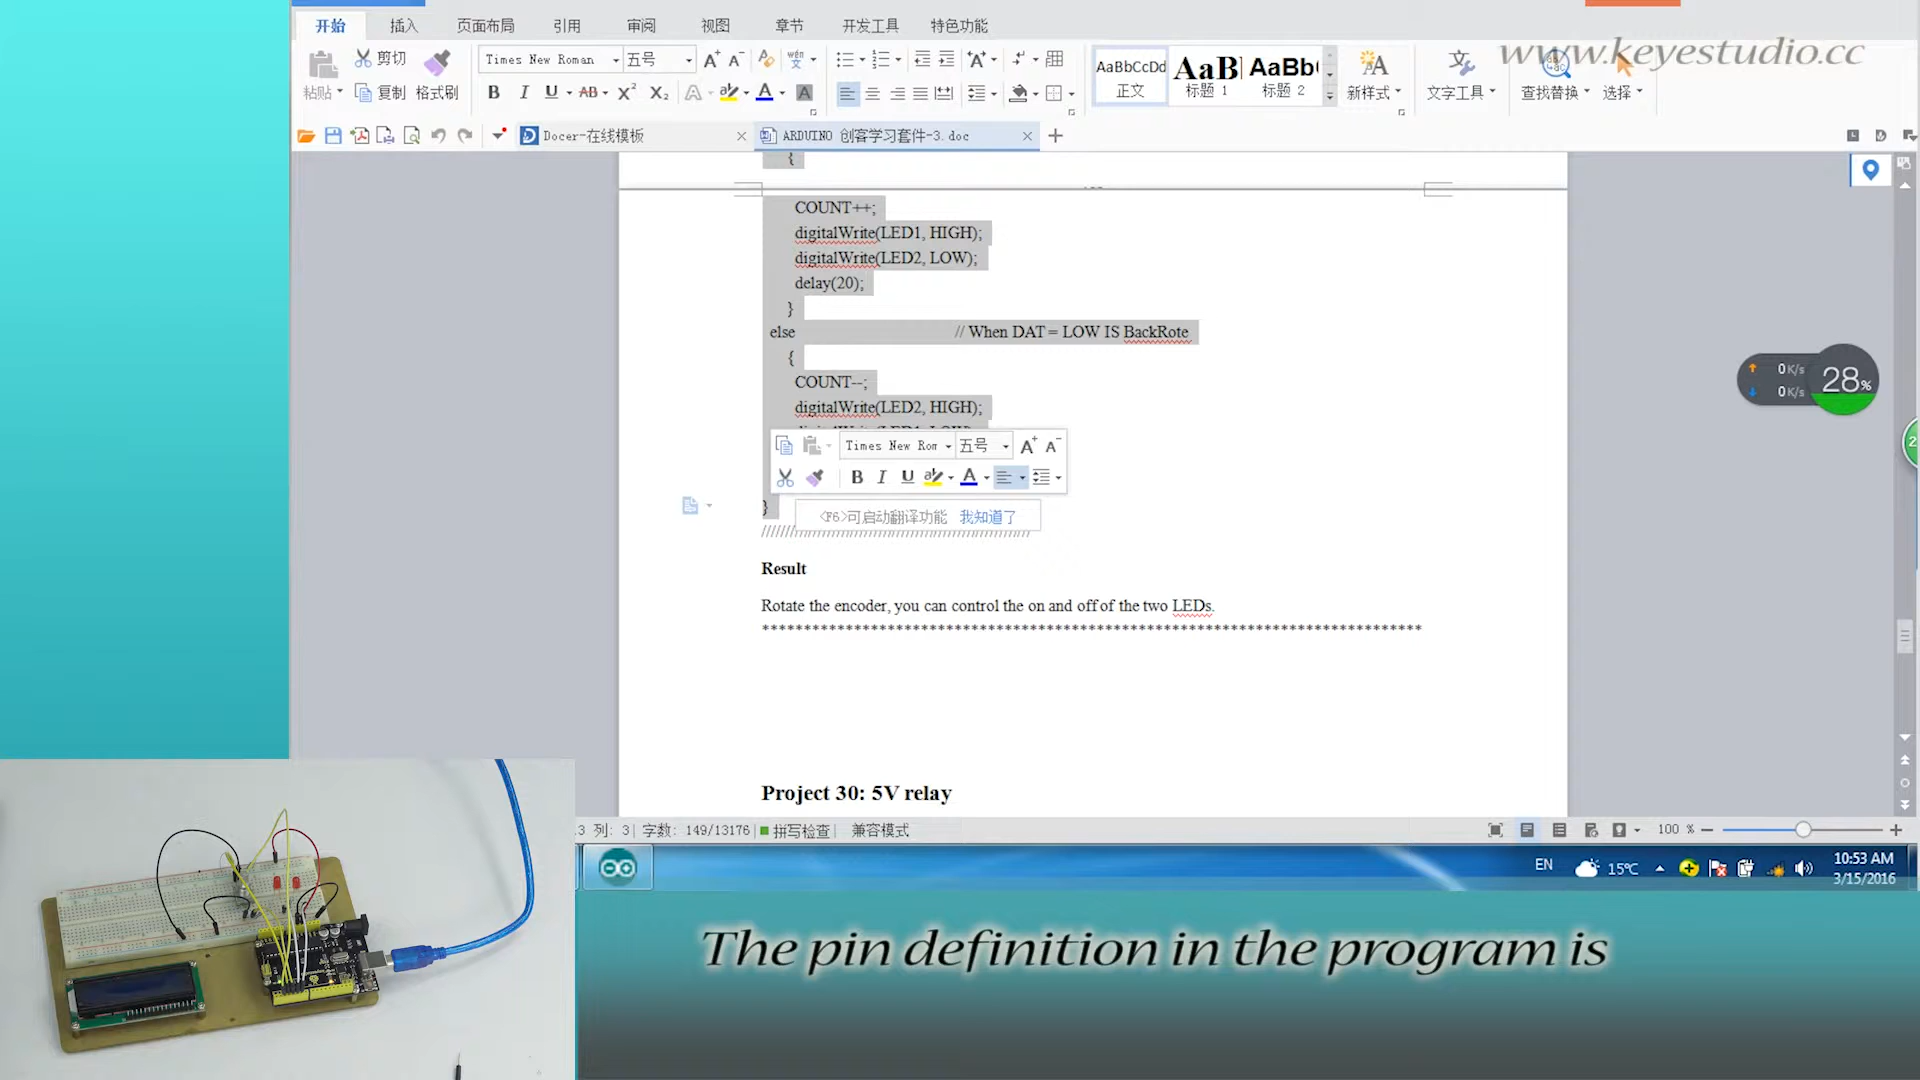 开始 插入 页面布局 引用 审阅 视图 章节 开发工具 特色功能
www.keyestudio.cc
粘贴 剪切 复制 格式刷
Times New Roman 五号
AaBbCcDd 正文 AaBl 标题 1 AaBb( 标题 2 新样式 文字工具 查找替换 选择
Docer-在线模板 ARDUINO 创客学习套件-3.doc
{
COUNT++;
digitalWrite(LED1, HIGH);
digitalWrite(LED2, LOW);
delay(20);
}
else // When DAT = LOW IS BackRote
{
COUNT--;
digitalWrite(LED2, HIGH);
Times New Rom 五号
}
<F6>可启动翻译功能 我知道了
Result
Rotate the encoder, you can control the on and off of the two LEDs.
******************************************************************************
Project 30: 5V relay
0K/s
0K/s
28%
3 列: 3 字数: 149/13176 拼写检查 兼容模式 100 %
EN 15℃ 10:53 AM
3/15/2016
The pin definition in the program is